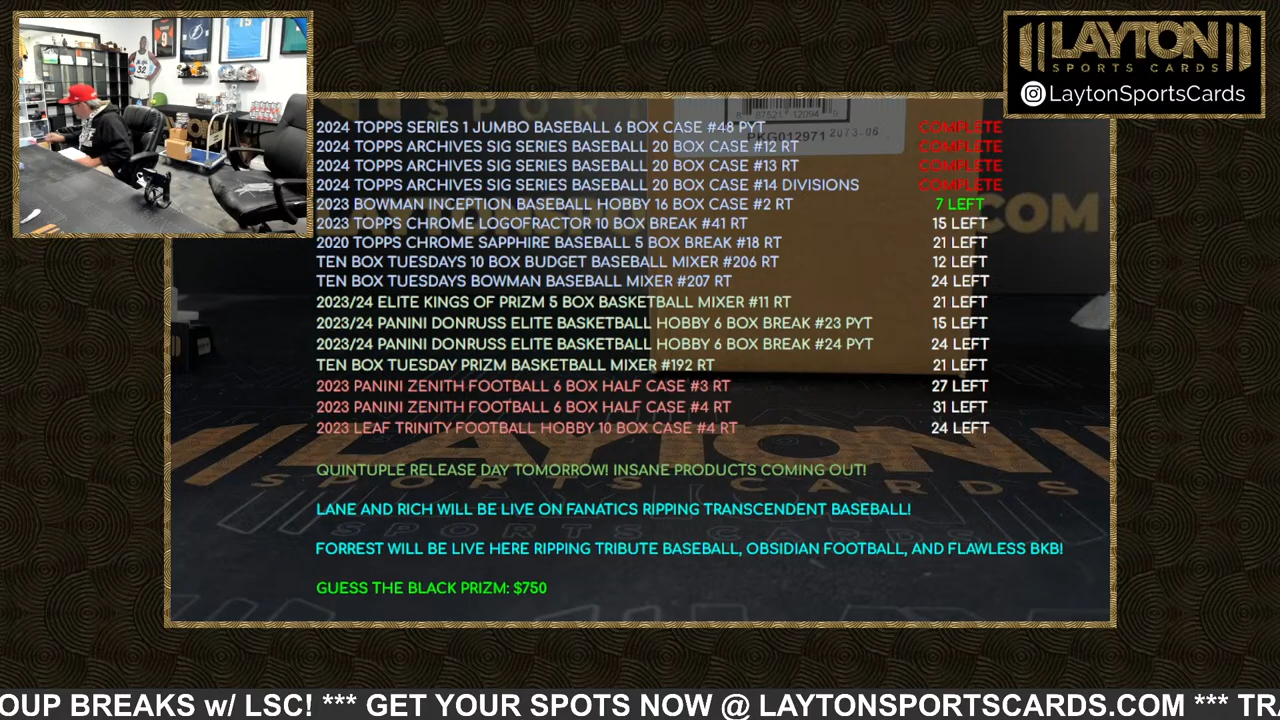 LAYTON
SPORTS CARDS
LaytonSportsCards
PKG012971
2024 TOPPS SERIES 1 JUMBO BASEBALL 6 BOX CASE #48 PYT COMPLETE
2024 TOPPS ARCHIVES SIG SERIES BASEBALL 20 BOX CASE #12 RT COMPLETE
2024 TOPPS ARCHIVES SIG SERIES BASEBALL 20 BOX CASE #13 RT COMPLETE
2024 TOPPS ARCHIVES SIG SERIES BASEBALL 20 BOX CASE #14 DIVISIONS COMPLETE
2023 BOWMAN INCEPTION BASEBALL HOBBY 16 BOX CASE #2 RT 7 LEFT
2023 TOPPS CHROME LOGOFRACTOR 10 BOX BREAK #41 RT 15 LEFT
2020 TOPPS CHROME SAPPHIRE BASEBALL 5 BOX BREAK #18 RT 21 LEFT
TEN BOX TUESDAYS 10 BOX BUDGET BASEBALL MIXER #206 RT 12 LEFT
TEN BOX TUESDAYS BOWMAN BASEBALL MIXER #207 RT 24 LEFT
2023/24 ELITE KINGS OF PRIZM 5 BOX BASKETBALL MIXER #11 RT 21 LEFT
2023/24 PANINI DONRUSS ELITE BASKETBALL HOBBY 6 BOX BREAK #23 PYT 15 LEFT
2023/24 PANINI DONRUSS ELITE BASKETBALL HOBBY 6 BOX BREAK #24 PYT 24 LEFT
TEN BOX TUESDAY PRIZM BASKETBALL MIXER #192 RT 21 LEFT
2023 PANINI ZENITH FOOTBALL 6 BOX HALF CASE #3 RT 27 LEFT
2023 PANINI ZENITH FOOTBALL 6 BOX HALF CASE #4 RT 31 LEFT
2023 LEAF TRINITY FOOTBALL HOBBY 10 BOX CASE #4 RT 24 LEFT
LAYTON
SPORTS CARDS
QUINTUPLE RELEASE DAY TOMORROW! INSANE PRODUCTS COMING OUT!
LANE AND RICH WILL BE LIVE ON FANATICS RIPPING TRANSCENDENT BASEBALL!
FORREST WILL BE LIVE HERE RIPPING TRIBUTE BASEBALL, OBSIDIAN FOOTBALL, AND FLAWLESS BKB!
GUESS THE BLACK PRIZM: $750
OUP BREAKS w/ LSC! *** GET YOUR SPOTS NOW @ LAYTONSPORTSCARDS.COM *** TRA